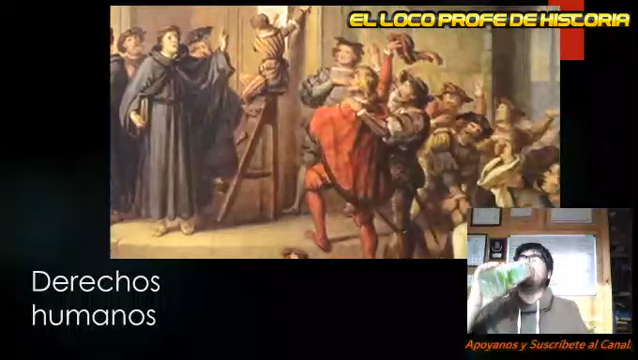 EL LOCO PROFE DE HISTORIA
Derechos
humanos
Apoyanos y Suscríbete al Canal.